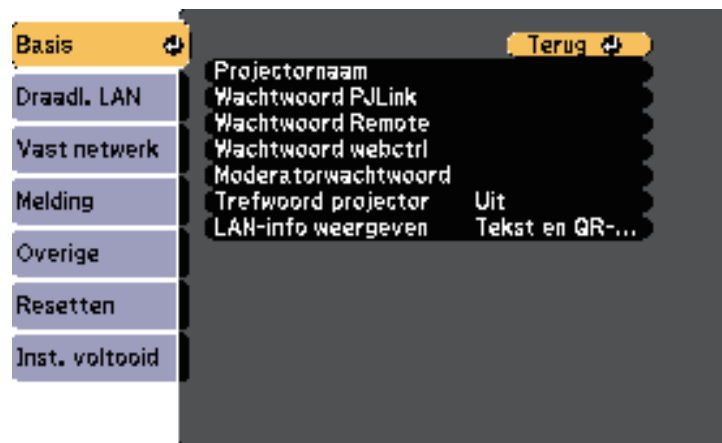 Basis
Draadl. LAN
Vast netwerk
Melding
Overige
Resetten
Inst. voltooid
Terug
Projectornaam
Wachtwoord PJLink
Wachtwoord Remote
Wachtwoord webctrl
Moderatorwachtwoord
Trefwoord projector Uit
LAN-info weergeven Tekst en QR-...